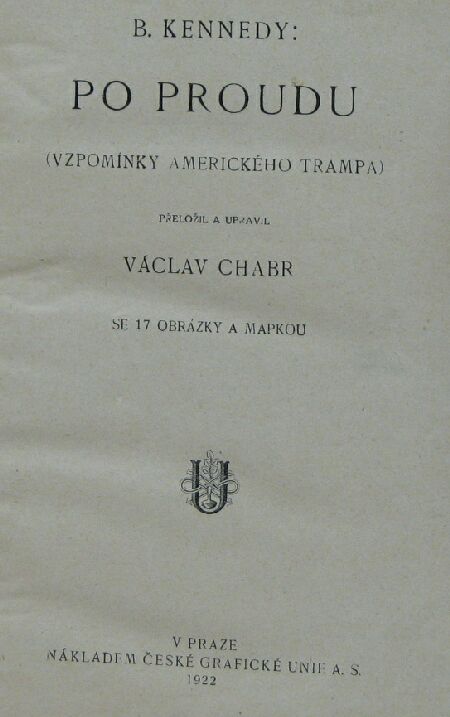 B. KENNEDY:
PO PROUDU
(VZPOMÍNKY AMERICKÉHO TRAMPA)
PŘELOŽIL A UPRAVIL
VÁCLAV CHABR
SE 17 OBRÁZKY A MAPKOU
U
V PRAZE
NÁKLADEM ČESKÉ GRAFICKÉ UNIE A. S.
1922